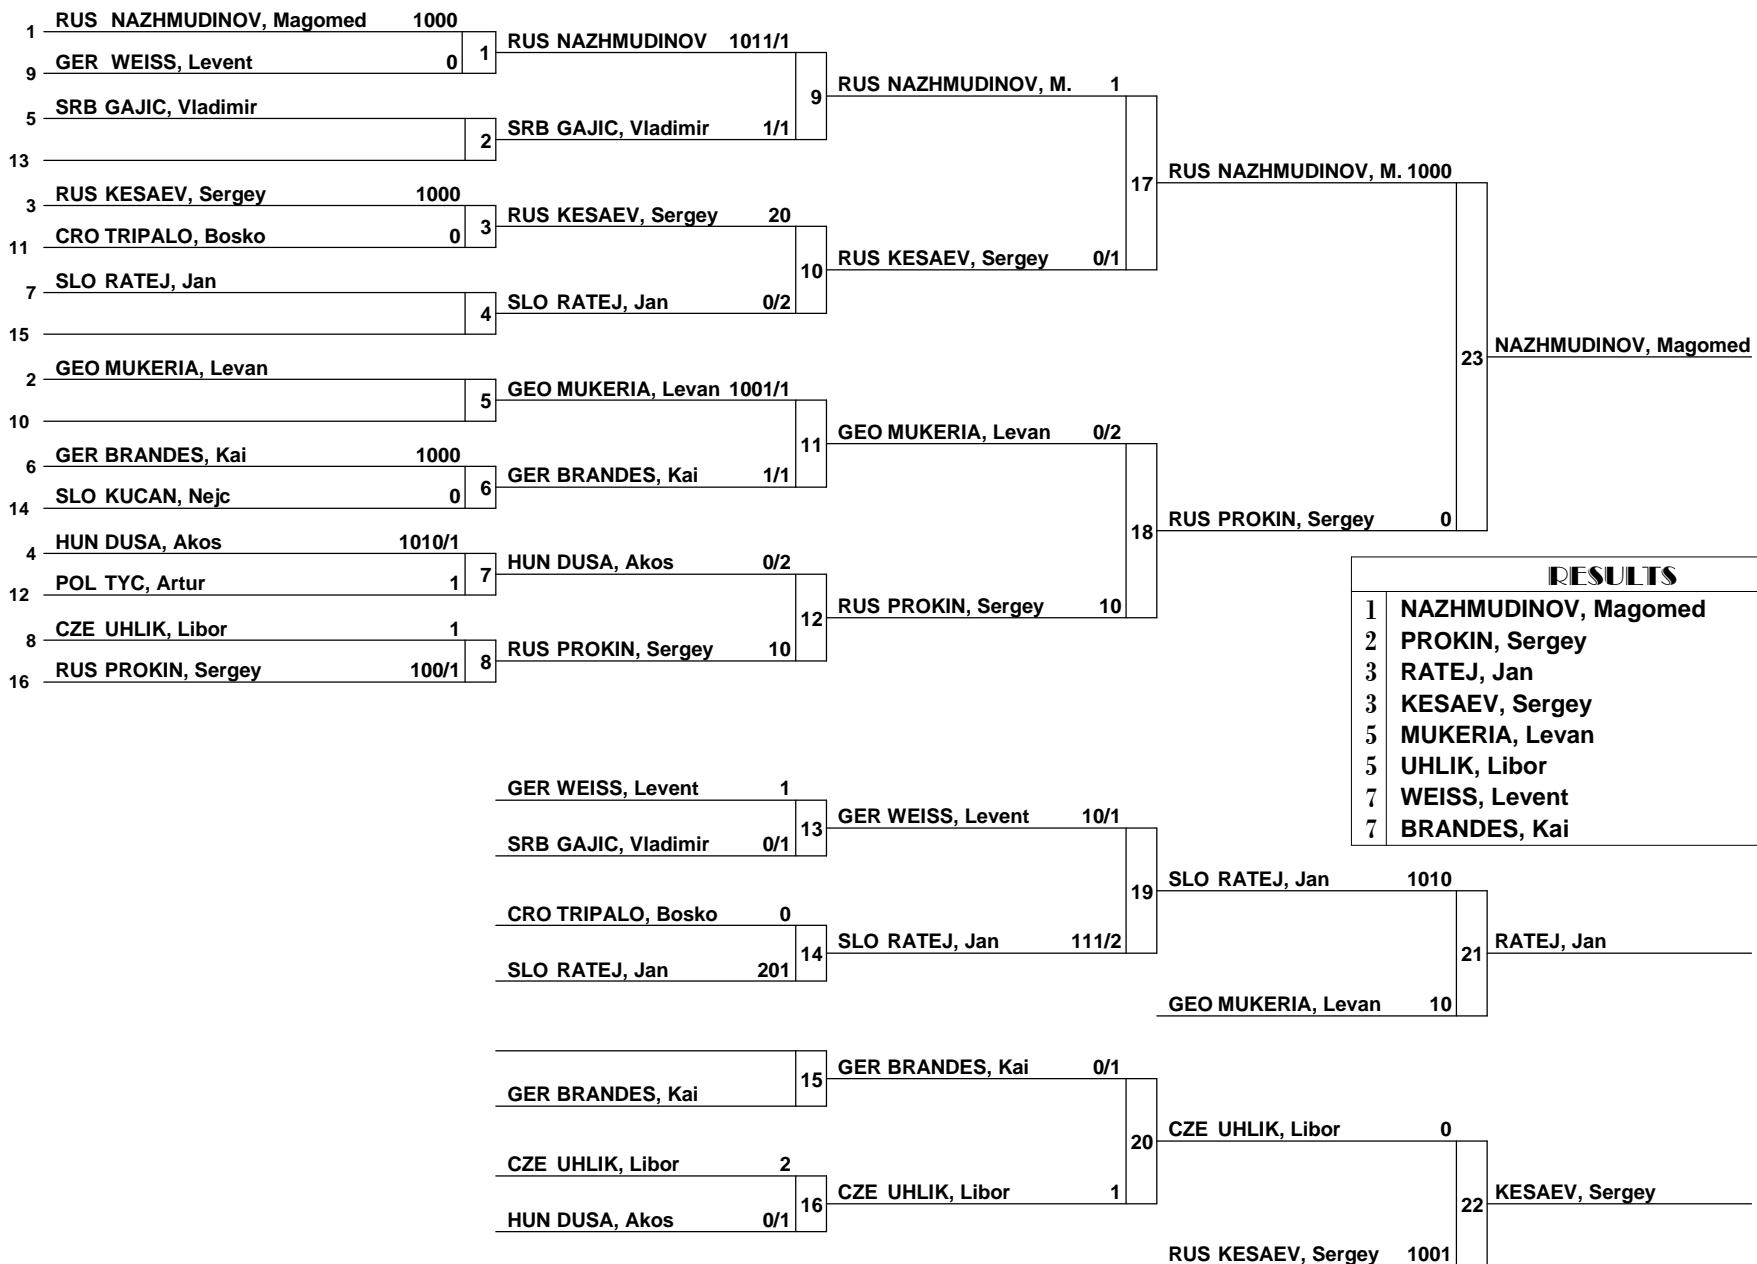 1 RUS NAZHMUDINOV, Magomed 1000
9 GER WEISS, Levent 0
1
5 SRB GAJIC, Vladimir
13
2
3 RUS KESAEV, Sergey 1000
11 CRO TRIPALO, Bosko 0
3
7 SLO RATEJ, Jan
15
4
2 GEO MUKERIA, Levan
10
5
6 GER BRANDES, Kai 1000
14 SLO KUCAN, Nejc 0
6
4 HUN DUSA, Akos 1010/1
12 POL TYC, Artur 1
7
8 CZE UHLIK, Libor 1
16 RUS PROKIN, Sergey 100/1
8
RUS NAZHMUDINOV 1011/1
SRB GAJIC, Vladimir 1/1
9
RUS KESAEV, Sergey 20
SLO RATEJ, Jan 0/2
10
GEO MUKERIA, Levan 1001/1
GER BRANDES, Kai 1/1
11
HUN DUSA, Akos 0/2
RUS PROKIN, Sergey 10
12
RUS NAZHMUDINOV, M. 1
RUS KESAEV, Sergey 0/1
17
GEO MUKERIA, Levan 0/2
RUS PROKIN, Sergey 10
18
RUS NAZHMUDINOV, M. 1000
RUS PROKIN, Sergey 0
23
NAZHMUDINOV, Magomed
RESULTS
1 NAZHMUDINOV, Magomed
2 PROKIN, Sergey
3 RATEJ, Jan
3 KESAEV, Sergey
5 MUKERIA, Levan
5 UHLIK, Libor
7 WEISS, Levent
7 BRANDES, Kai
GER WEISS, Levent 1
SRB GAJIC, Vladimir 0/1
13
CRO TRIPALO, Bosko 0
SLO RATEJ, Jan 201
14
GER WEISS, Levent 10/1
SLO RATEJ, Jan 111/2
19
SLO RATEJ, Jan 1010
GEO MUKERIA, Levan 10
21
RATEJ, Jan
GER BRANDES, Kai
15
CZE UHLIK, Libor 2
HUN DUSA, Akos 0/1
16
GER BRANDES, Kai 0/1
CZE UHLIK, Libor 1
20
CZE UHLIK, Libor 0
RUS KESAEV, Sergey 1001
22
KESAEV, Sergey